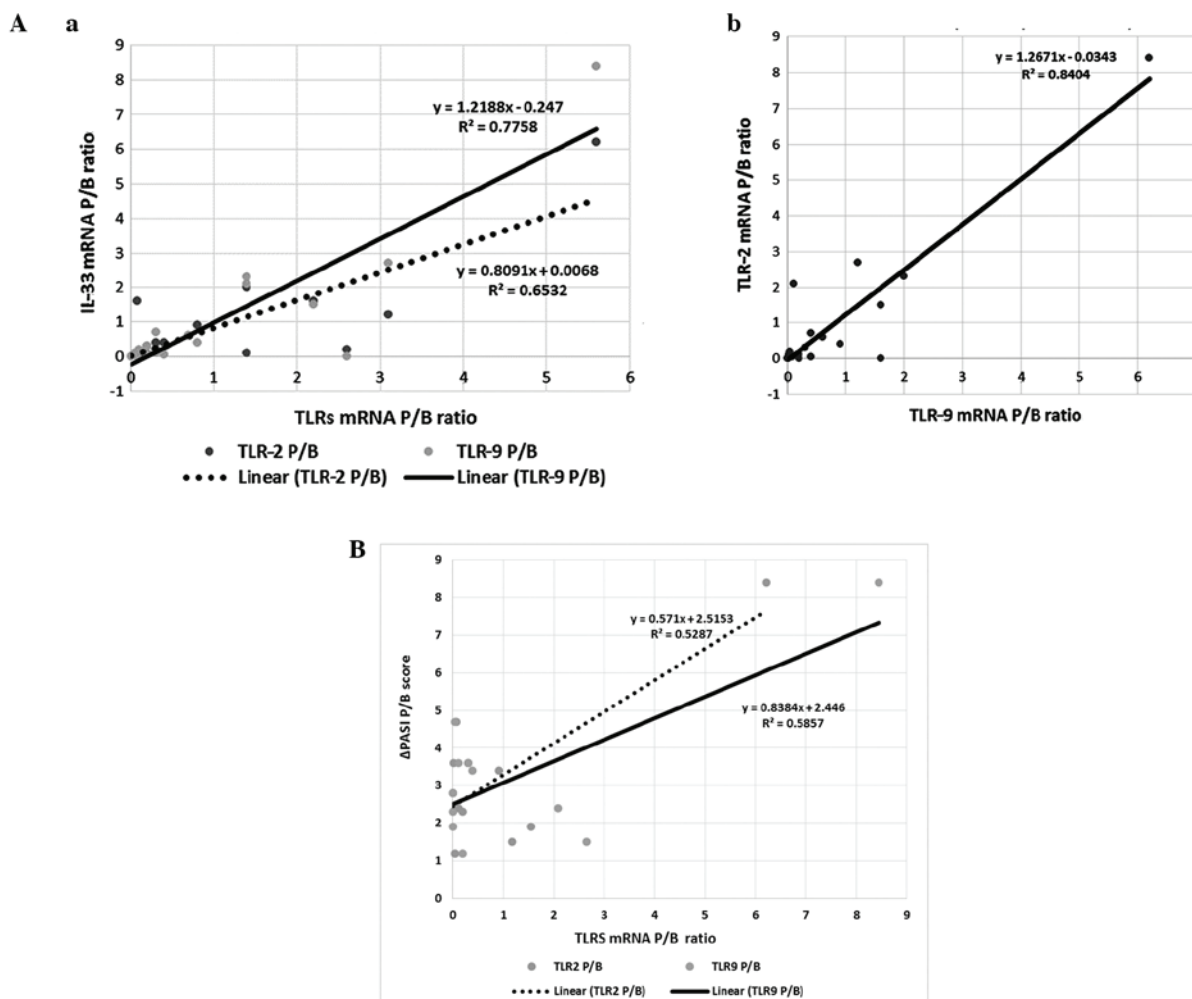 A
a
9
8
7
6
5
4
3
2
1
0
-1
IL-33 mRNA P/B ratio
y = 1.2188x - 0.247
R² = 0.7758
y = 0.8091x + 0.0068
R² = 0.6532
0 1 2 3 4 5 6
TLRs mRNA P/B ratio
TLR-2 P/B TLR-9 P/B
Linear (TLR-2 P/B) Linear (TLR-9 P/B)
b
9
8
7
6
5
4
3
2
1
0
-1
TLR-2 mRNA P/B ratio
y = 1.2671x - 0.0343
R² = 0.8404
0 1 2 3 4 5 6
TLR-9 mRNA P/B ratio
B
9
8
7
6
5
4
3
2
1
0
ΔPASI P/B score
y = 0.571x + 2.5153
R² = 0.5287
y = 0.8384x + 2.446
R² = 0.5857
0 1 2 3 4 5 6 7 8 9
TLRS mRNA P/B ratio
TLR2 P/B TLR9 P/B
Linear (TLR2 P/B) Linear (TLR9 P/B)